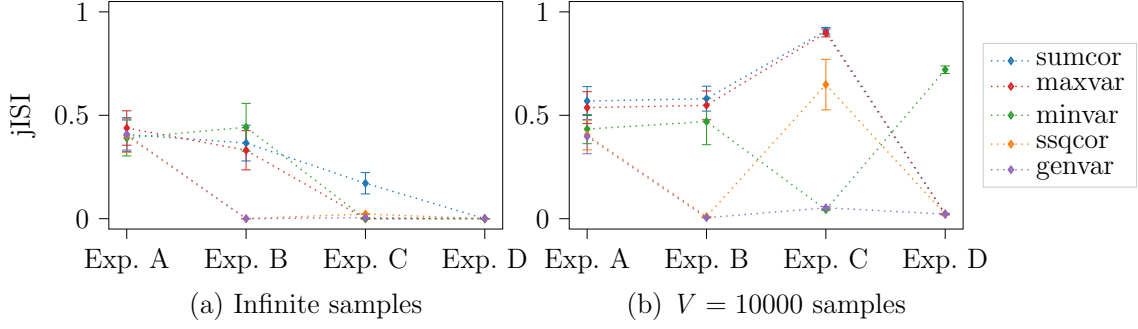 1
0.5
0
jISI
Exp. A
Exp. B
Exp. C
Exp. D
(a) Infinite samples
1
0.5
0
Exp. A
Exp. B
Exp. C
Exp. D
(b) V = 10000 samples
sumcor
maxvar
minvar
ssqcor
genvar